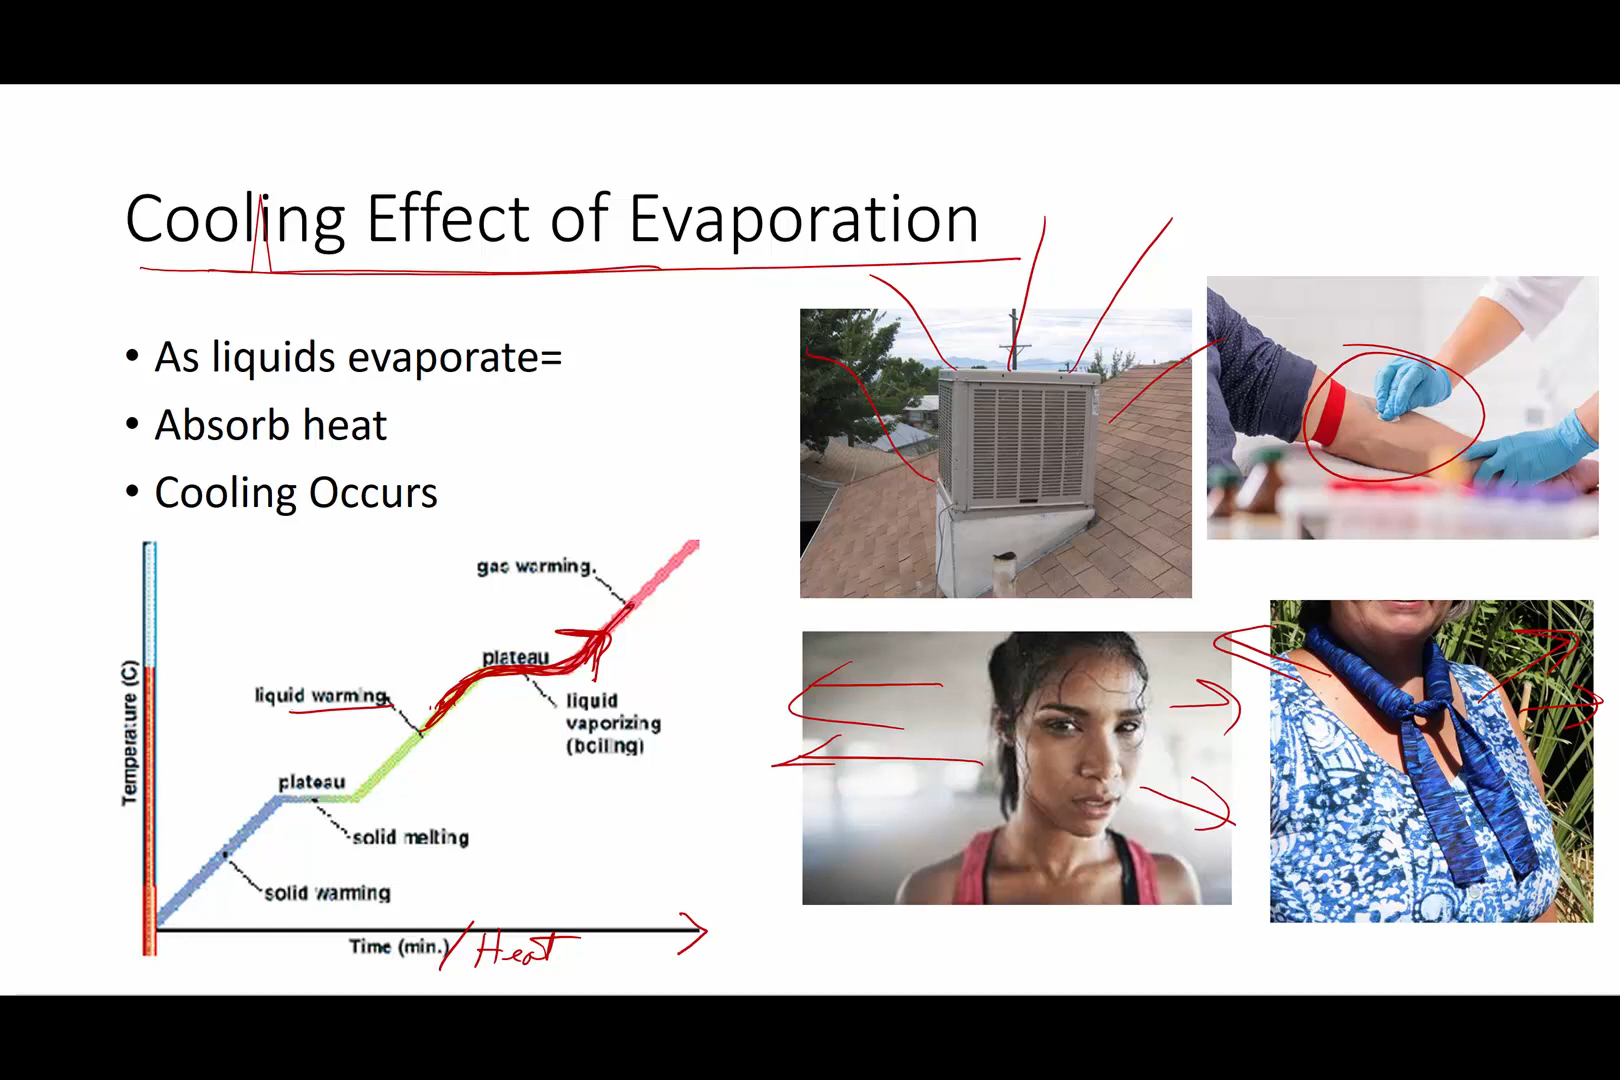 Cooling Effect of Evaporation
• As liquids evaporate=
• Absorb heat
• Cooling Occurs
gas warming.
plateau
liquid warming.
liquid
vaporizing
(boiling)
plateau
solid melting
solid warming
Temperature (C)
Time (min.) / Heat